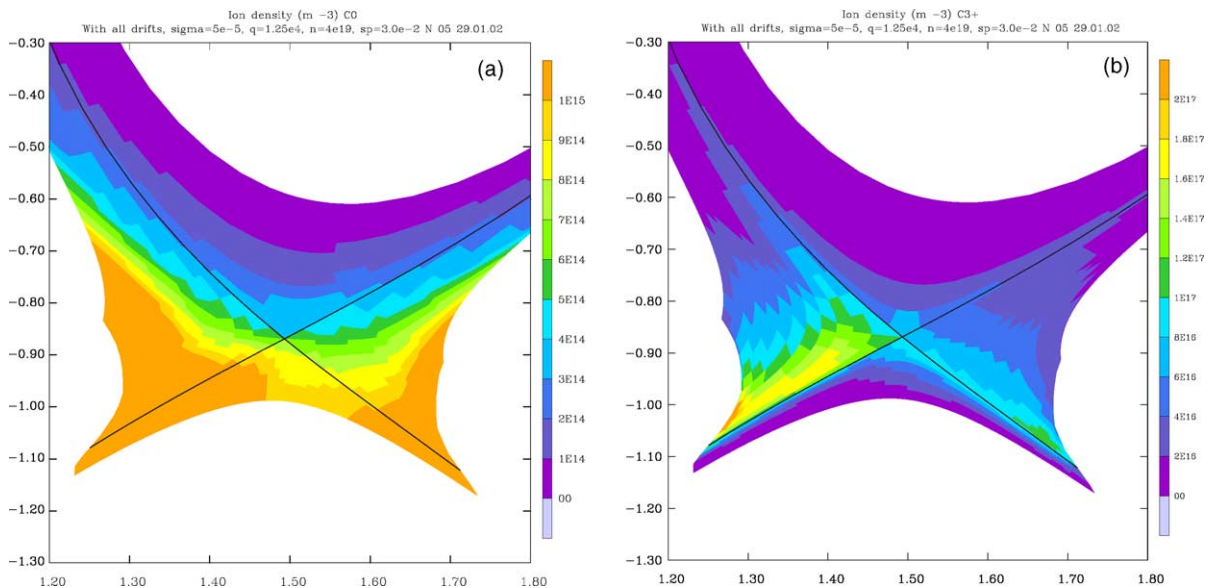 Ion density (m -3) C0
With all drifts, sigma=5e-5, q=1.25e4, n=4e19, sp=3.0e-2 N 05 29.01.02
(a)
-0.30
-0.40
-0.50
-0.60
-0.70
-0.80
-0.90
-1.00
-1.10
-1.20
-1.30
1.20 1.30 1.40 1.50 1.60 1.70 1.80
1E15
9E14
8E14
7E14
6E14
5E14
4E14
3E14
2E14
1E14
00
Ion density (m -3) C3+
With all drifts, sigma=5e-5, q=1.25e4, n=4e19, sp=3.0e-2 N 05 29.01.02
(b)
-0.30
-0.40
-0.50
-0.60
-0.70
-0.80
-0.90
-1.00
-1.10
-1.20
-1.30
1.20 1.30 1.40 1.50 1.60 1.70 1.80
2E17
1.8E17
1.6E17
1.4E17
1.2E17
1E17
8E16
6E16
4E16
2E16
00